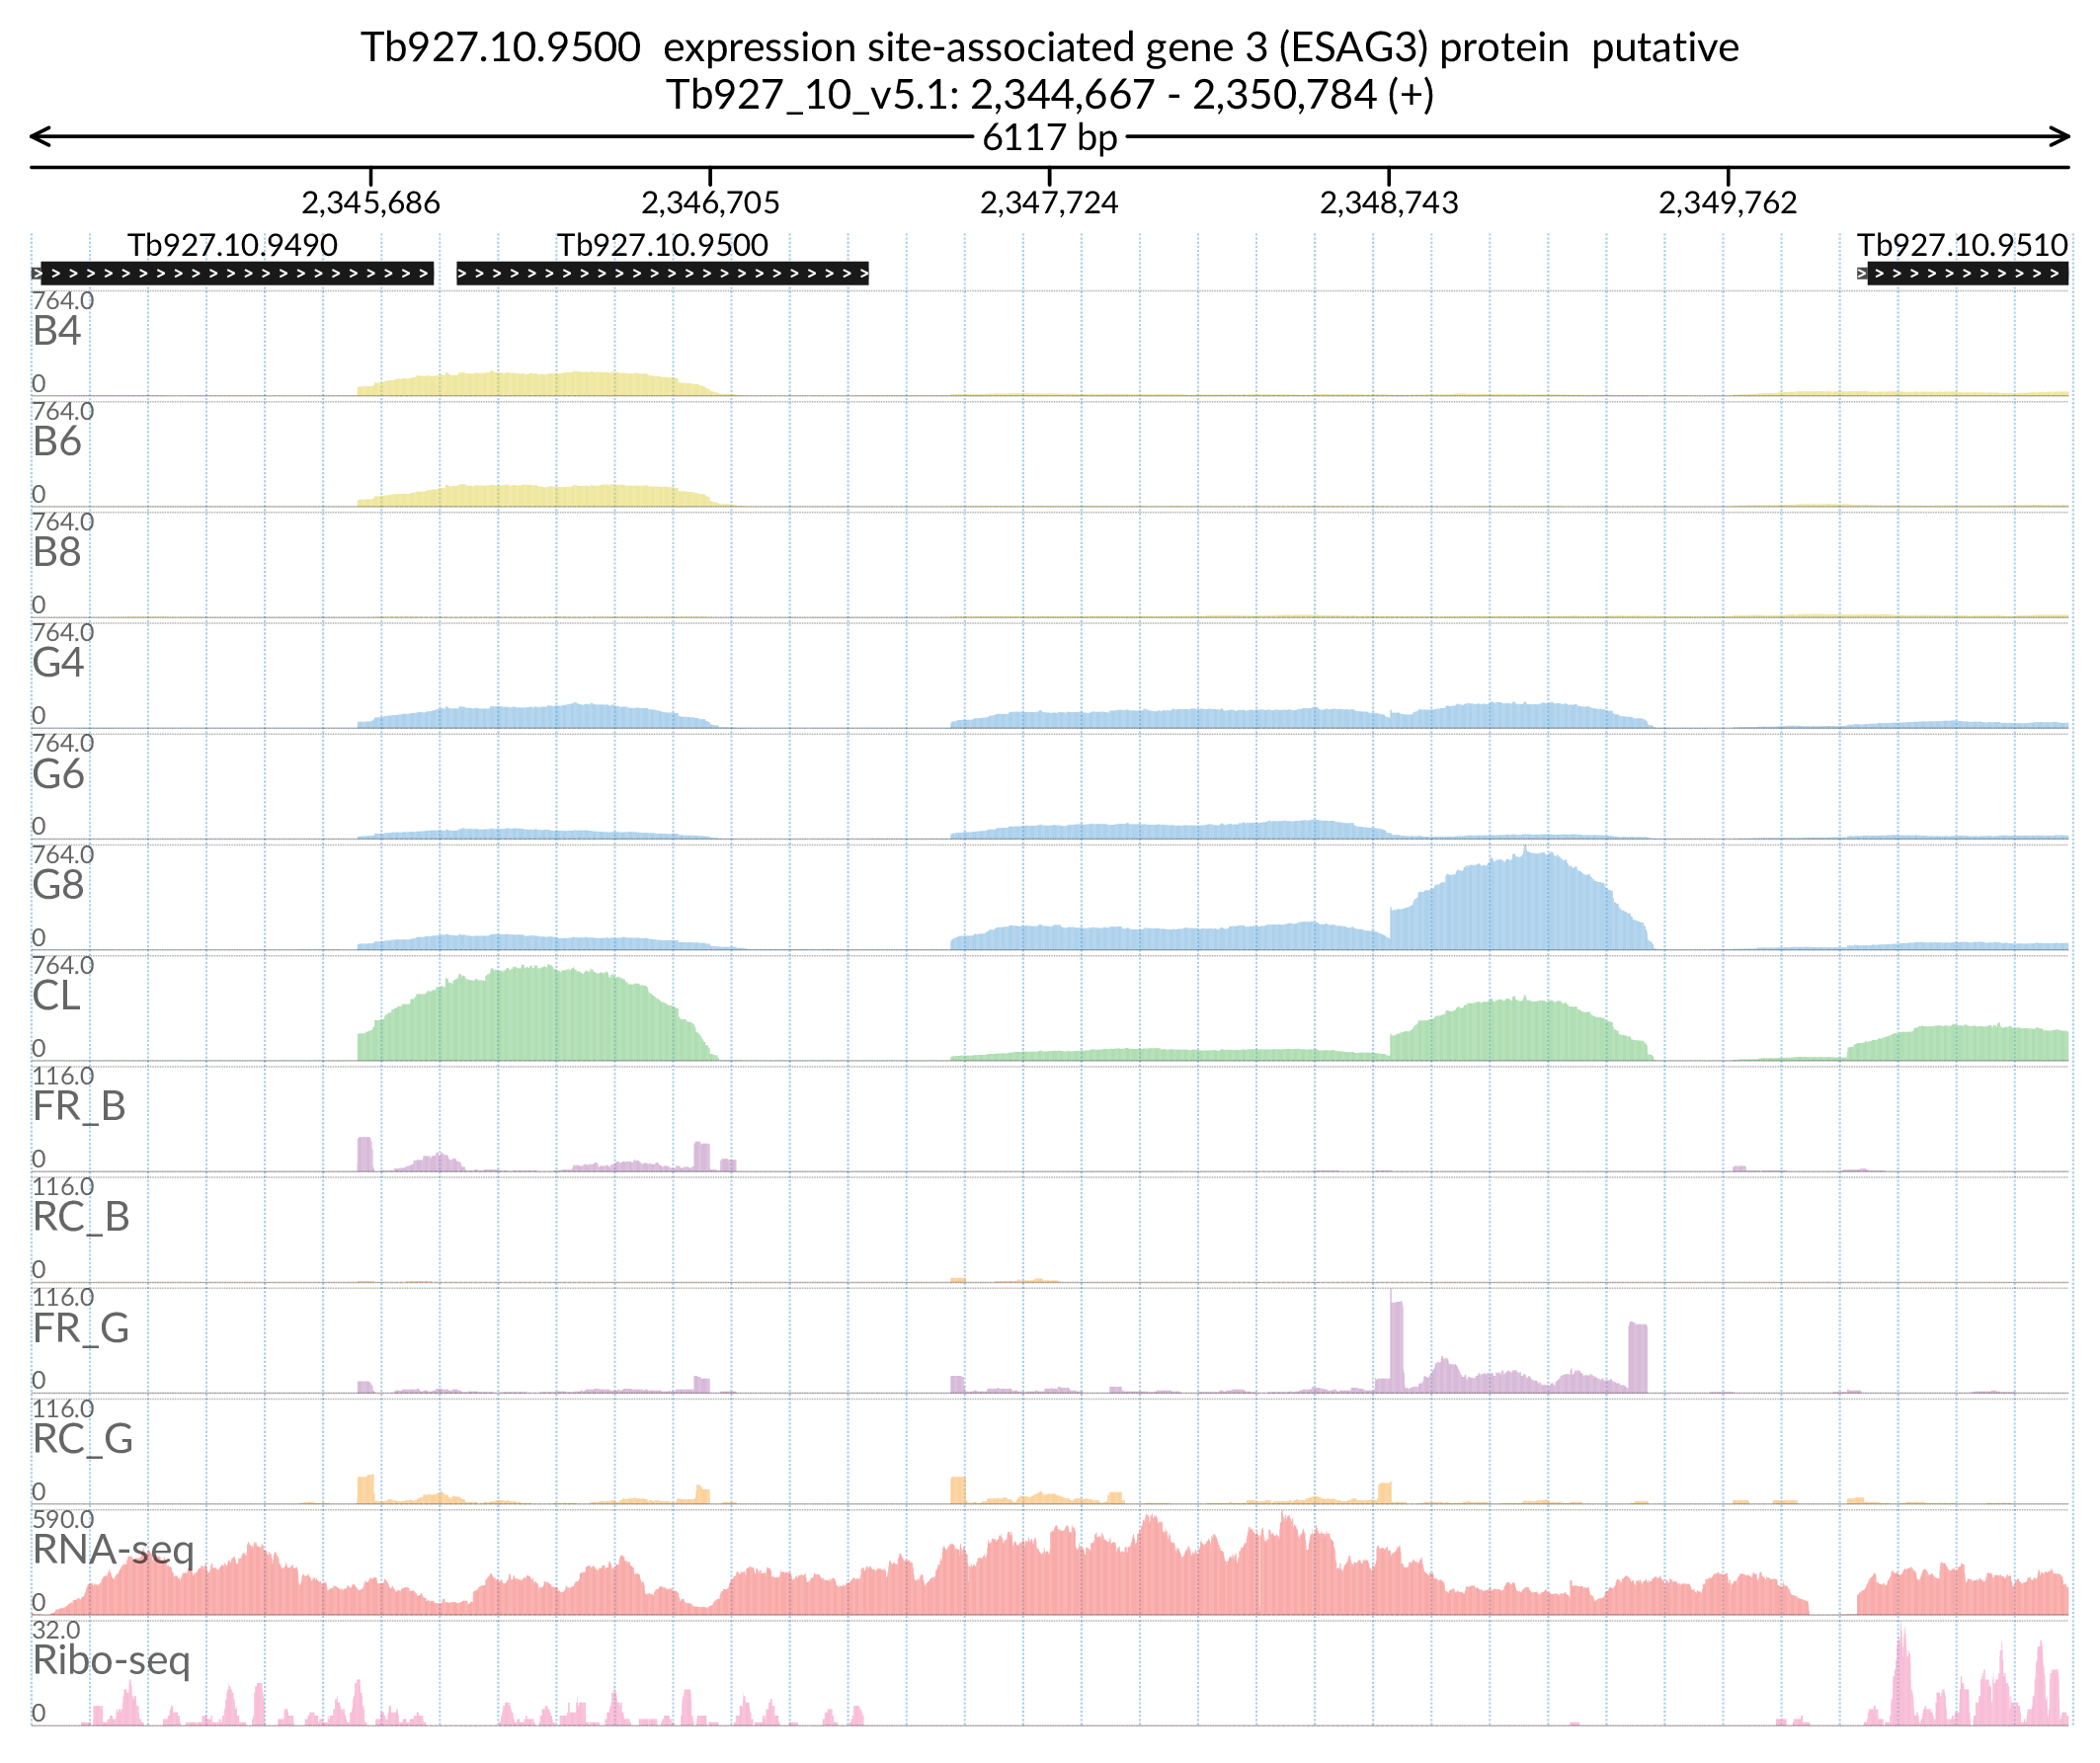 Tb927.10.9500  expression site-associated gene 3 (ESAG3) protein  putative
Tb927_10_v5.1: 2,344,667 - 2,350,784 (+)
6117 bp
2,345,686 2,346,705 2,347,724 2,348,743 2,349,762
Tb927.10.9490 Tb927.10.9500 Tb927.10.9510
764.0
B4
0
764.0
B6
0
764.0
B8
0
764.0
G4
0
764.0
G6
0
764.0
G8
0
764.0
CL
0
116.0
FR_B
0
116.0
RC_B
0
116.0
FR_G
0
116.0
RC_G
0
590.0
RNA-seq
0
32.0
Ribo-seq
0